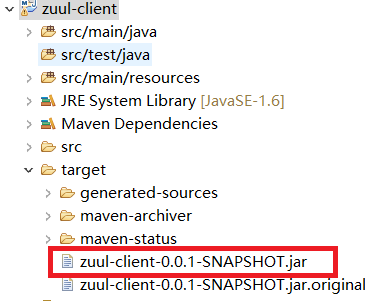 zuul-client
src/main/java
src/test/java
src/main/resources
JRE System Library [JavaSE-1.6]
Maven Dependencies
src
target
generated-sources
maven-archiver
maven-status
zuul-client-0.0.1-SNAPSHOT.jar
zuul-client-0.0.1-SNAPSHOT.jar.original